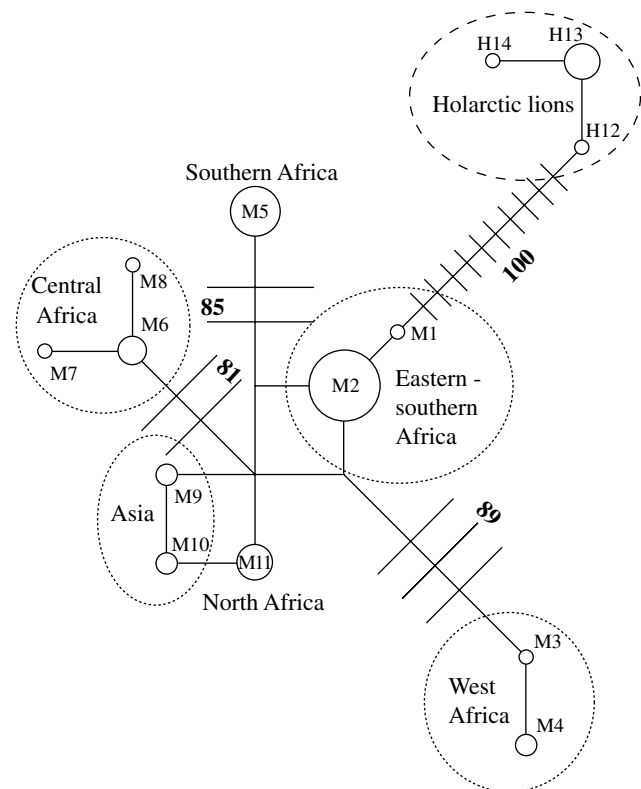 H14
H13
Holarctic lions
H12
100
Southern Africa
M5
85
Central
Africa
M8
M6
M7
81
M1
M2
Eastern -
southern
Africa
Asia
M9
M10
M11
North Africa
89
M3
West
Africa
M4